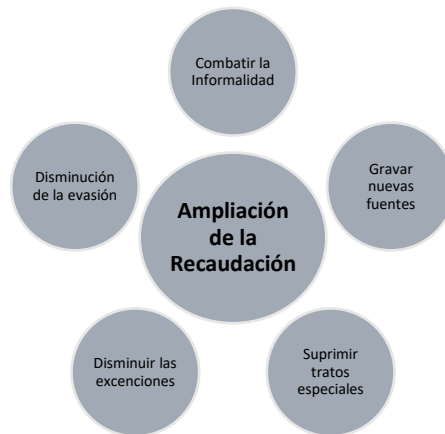 Combatir la
Informalidad
Disminución
de la evasión
Gravar
nuevas
fuentes
Ampliación
de la
Recaudación
Disminuir las
excenciones
Suprimir
tratos
especiales